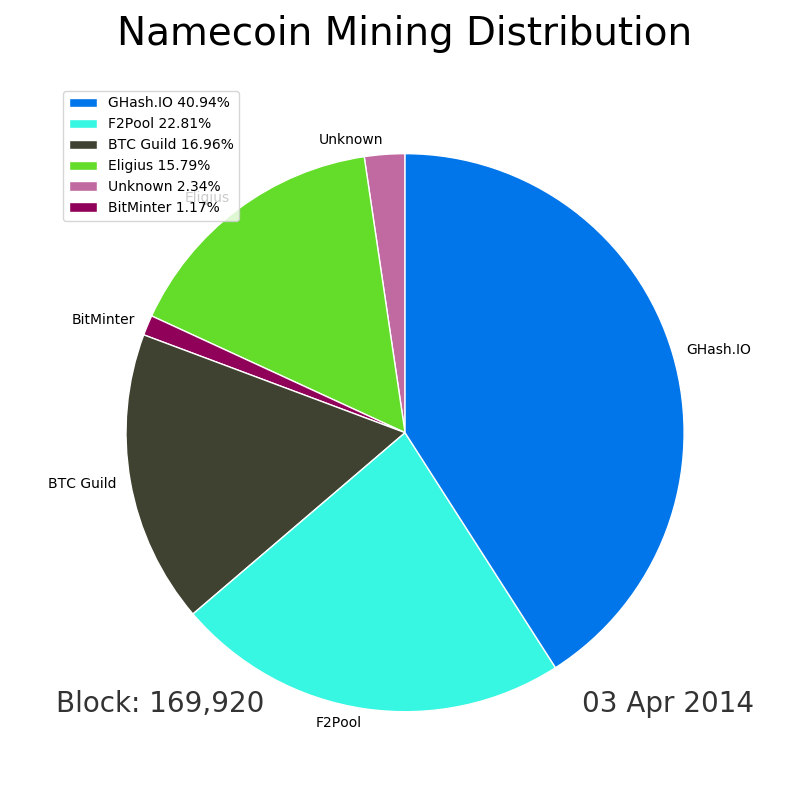 Namecoin Mining Distribution
GHash.IO 40.94%
F2Pool 22.81%
BTC Guild 16.96%
Eligius 15.79%
Unknown 2.34%
BitMinter 1.17%
Unknown
Eligius
BitMinter
GHash.IO
BTC Guild
Block: 169,920
03 Apr 2014
F2Pool